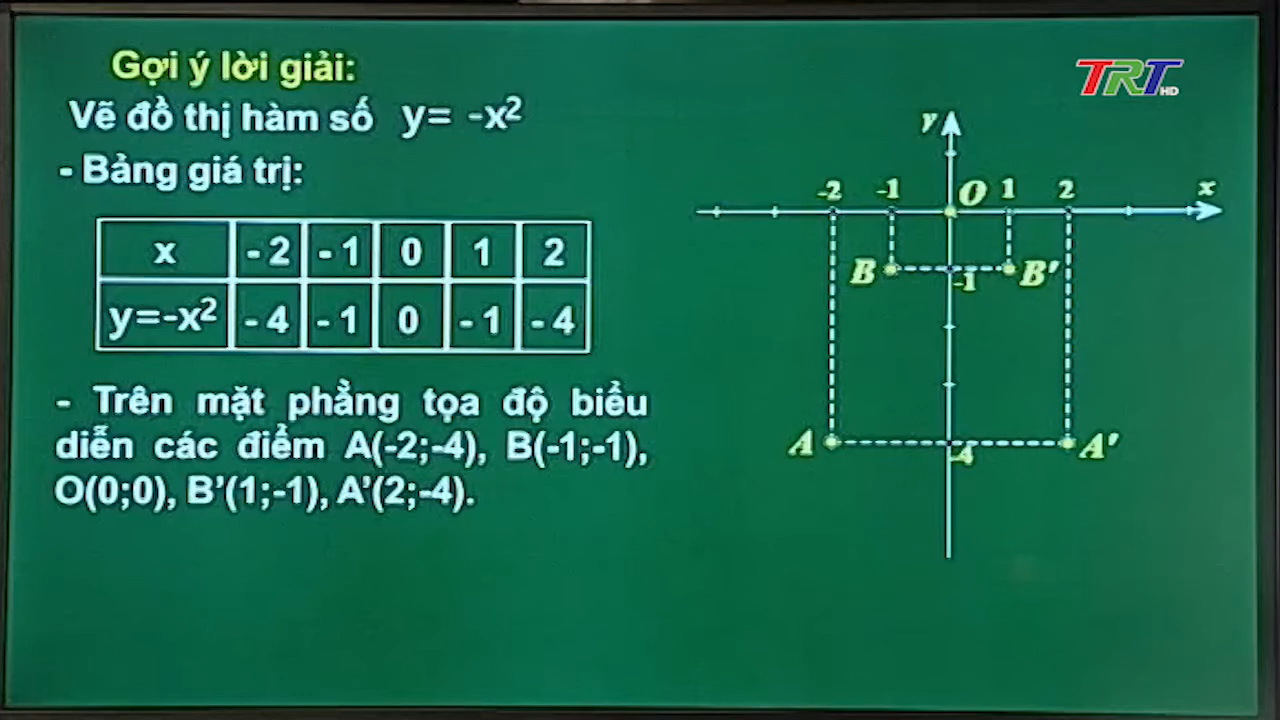 Gợi ý lời giải:
Vẽ đồ thị hàm số y= -x²
- Bảng giá trị:
x -2 -1 0 1 2
y=-x² -4 -1 0 -1 -4
- Trên mặt phẳng tọa độ biểu
diễn các điểm A(-2;-4), B(-1;-1),
O(0;0), B'(1;-1), A'(2;-4).
TRT HD
y
-2 -1 O 1 2 x
B -1 B'
A -4 A'